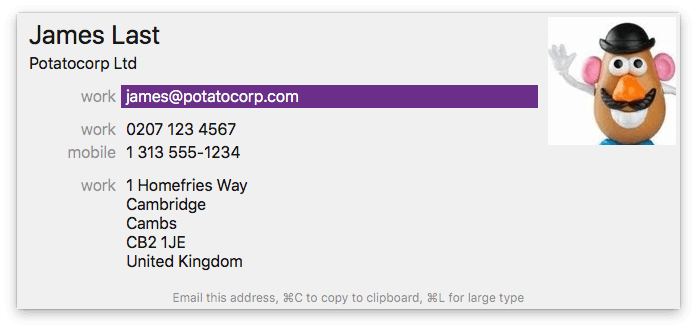 James Last
Potatocorp Ltd
work james@potatocorp.com
work 0207 123 4567
mobile 1 313 555-1234
work 1 Homefries Way
Cambridge
Cambs
CB2 1JE
United Kingdom
Email this address, ⌘C to copy to clipboard, ⌘L for large type